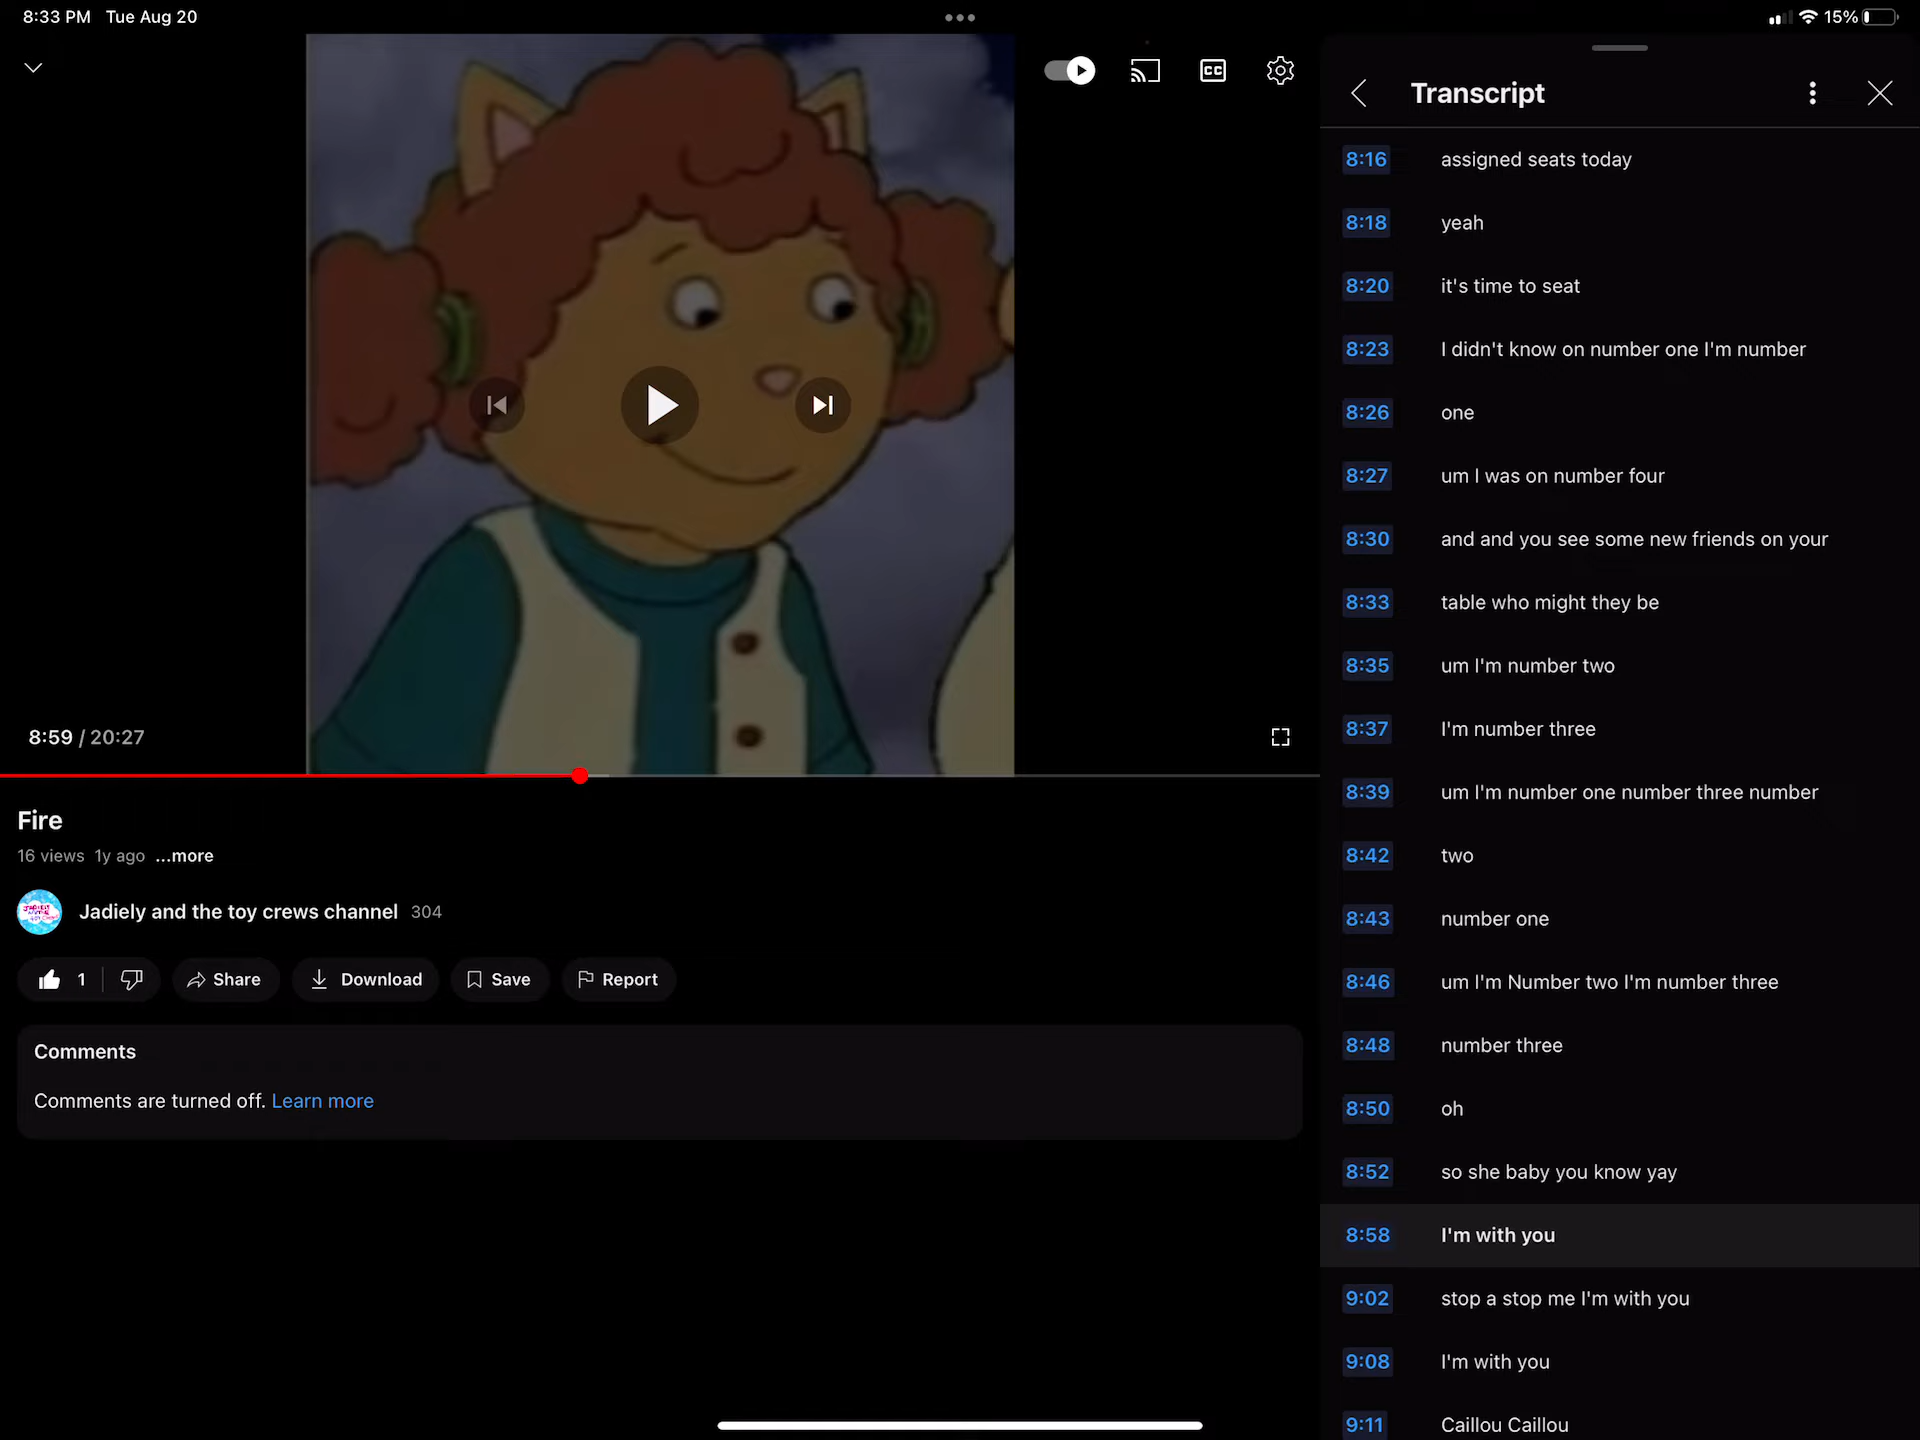 8:33 PM Tue Aug 20
15%
CC
8:59 / 20:27
Fire
16 views 1y ago ...more
Jadiely and the toy crews channel 304
1 Share Download Save Report
Comments
Comments are turned off. Learn more
Transcript
8:16 assigned seats today
8:18 yeah
8:20 it's time to seat
8:23 I didn't know on number one I'm number
8:26 one
8:27 um I was on number four
8:30 and and you see some new friends on your
8:33 table who might they be
8:35 um I'm number two
8:37 I'm number three
8:39 um I'm number one number three number
8:42 two
8:43 number one
8:46 um I'm Number two I'm number three
8:48 number three
8:50 oh
8:52 so she baby you know yay
8:58 I'm with you
9:02 stop a stop me I'm with you
9:08 I'm with you
9:11 Caillou Caillou